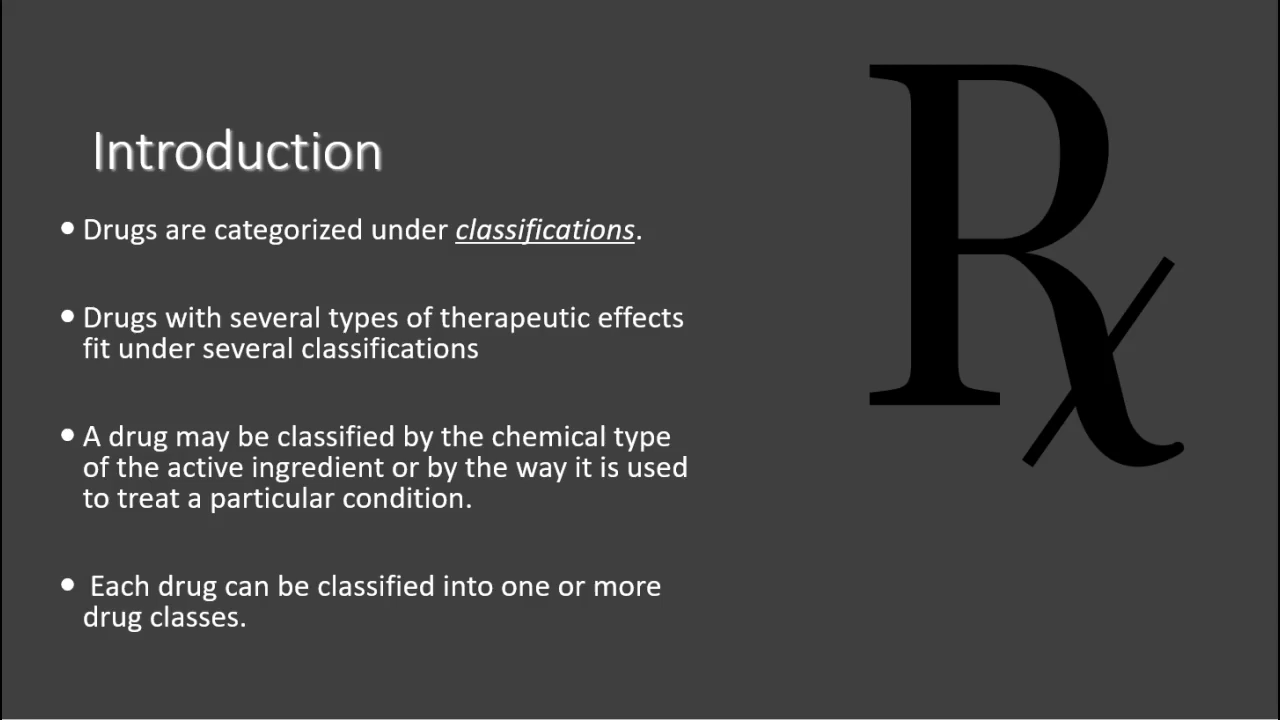 Introduction
• Drugs are categorized under classifications.
• Drugs with several types of therapeutic effects
fit under several classifications
• A drug may be classified by the chemical type
of the active ingredient or by the way it is used
to treat a particular condition.
• Each drug can be classified into one or more
drug classes.
℞